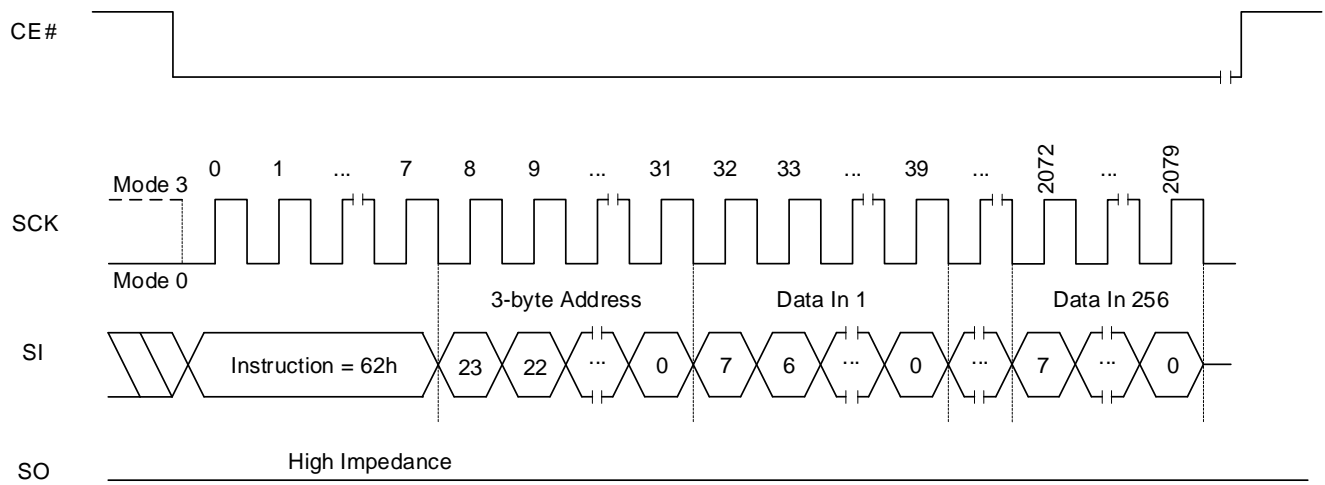 CE#
0 1 ... 7 8 9 ... 31 32 33 ... 39 ... 2072 ... 2079
Mode 3
SCK
Mode 0
3-byte Address Data In 1 Data In 256
SI Instruction = 62h 23 22 ... 0 7 6 ... 0 ... 7 ... 0
High Impedance
SO